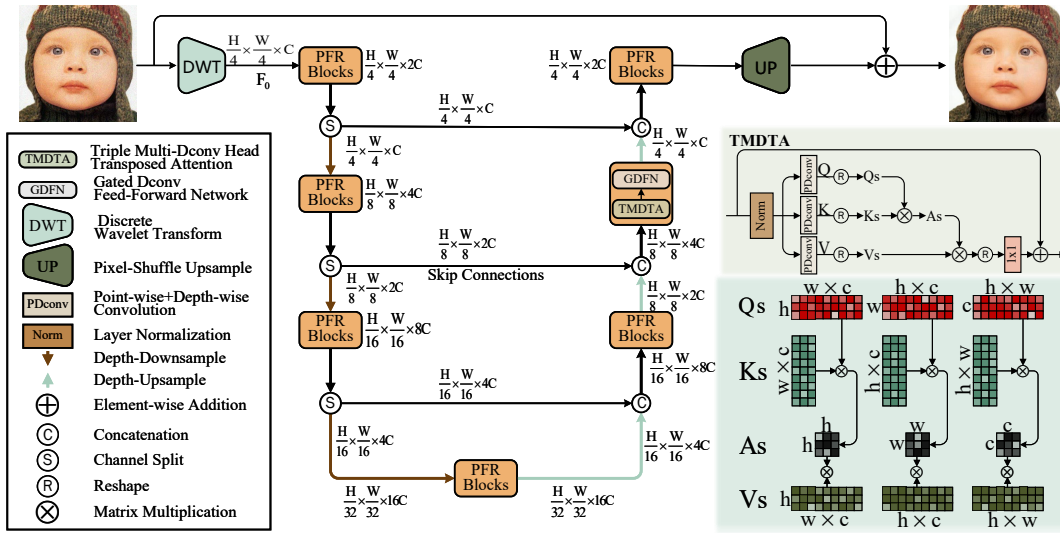 DWT
H/4 × W/4 × C
F0
PFR
Blocks
H/4 × W/4 ×2C
H/4 × W/4 ×2C
PFR
Blocks
UP
S
H/4 × W/4 ×C
C
H/4 × W/4 ×C
H/4 × W/4 ×C
PFR
Blocks
H/8 × W/8 ×4C
GDFN
TMDTA
H/8 × W/8 ×2C
H/8 × W/8 ×4C
S
Skip Connections
C
H/8 × W/8 ×2C
H/8 × W/8 ×2C
PFR
Blocks
H/16 × W/16 ×8C
PFR
Blocks
H/16 × W/16 ×4C
H/16 × W/16 ×8C
S
C
H/16 × W/16 ×4C
H/16 × W/16 ×4C
PFR
Blocks
H/32 × W/32 ×16C
H/32 × W/32 ×16C
TMDTA
Triple Multi-Dconv Head
Transposed Attention
GDFN
Gated Dconv
Feed-Forward Network
DWT
Discrete
Wavelet Transform
UP
Pixel-Shuffle Upsample
PDconv
Point-wise+Depth-wise
Convolution
Norm
Layer Normalization
Depth-Downsample
Depth-Upsample
Element-wise Addition
C
Concatenation
S
Channel Split
R
Reshape
Matrix Multiplication
TMDTA
Norm
PDconv
Q
R
Qs
PDconv
K
R
Ks
As
PDconv
V
R
Vs
R
1x1
w × c
h × c
h × w
Qs
h
w
c
Ks
w × c
h × c
h × w
As
h
h
w
w
c
c
Vs
h
h
h
w × c
h × c
h × w